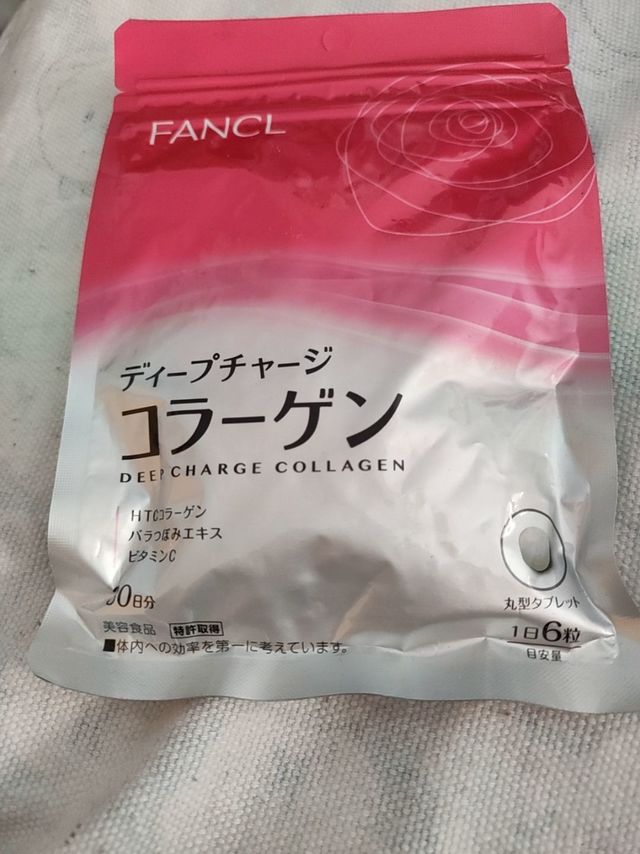 FANCL
ディープチャージ
コラーゲン
DEEP CHARGE COLLAGEN
HTCコラーゲン
バラつぼみエキス
ビタミンC
0日分
丸型タブレット
美容食品 特許取得
1日6粒
目安量
■体内への効率を第一に考えています。